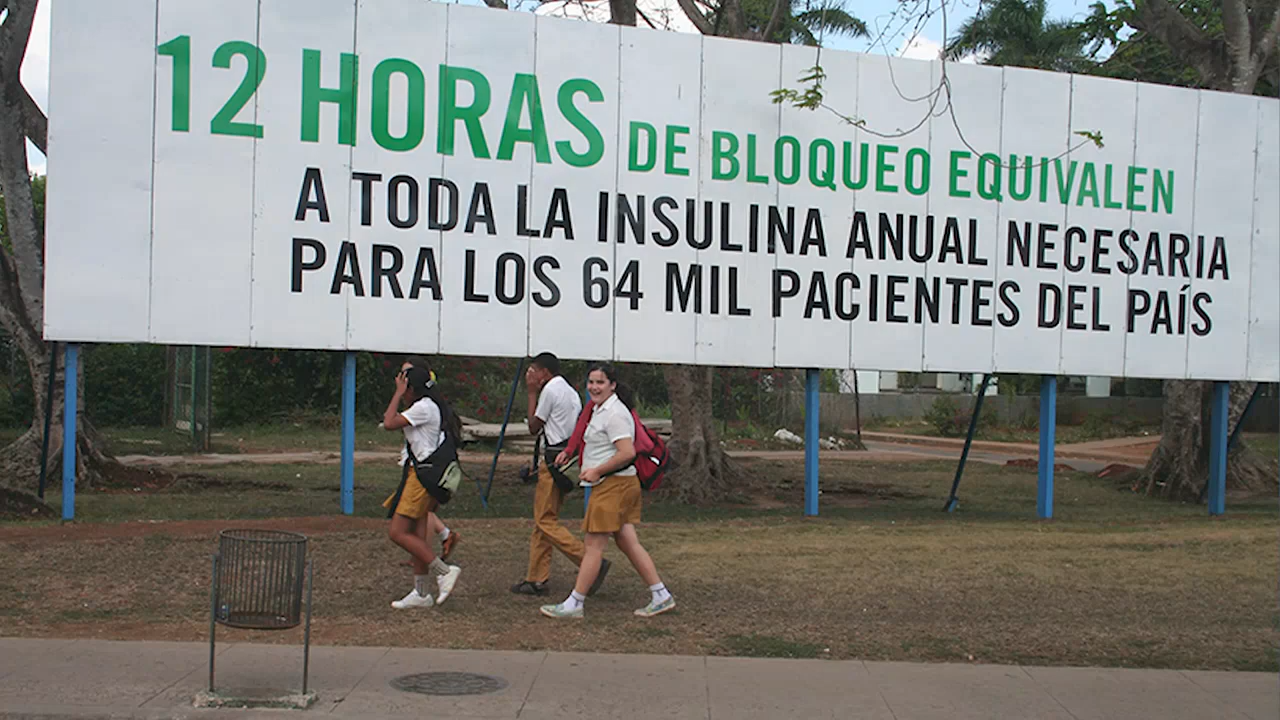 12 HORAS DE BLOQUEO EQUIVALEN
A TODA LA INSULINA ANUAL NECESARIA
PARA LOS 64 MIL PACIENTES DEL PAÍS